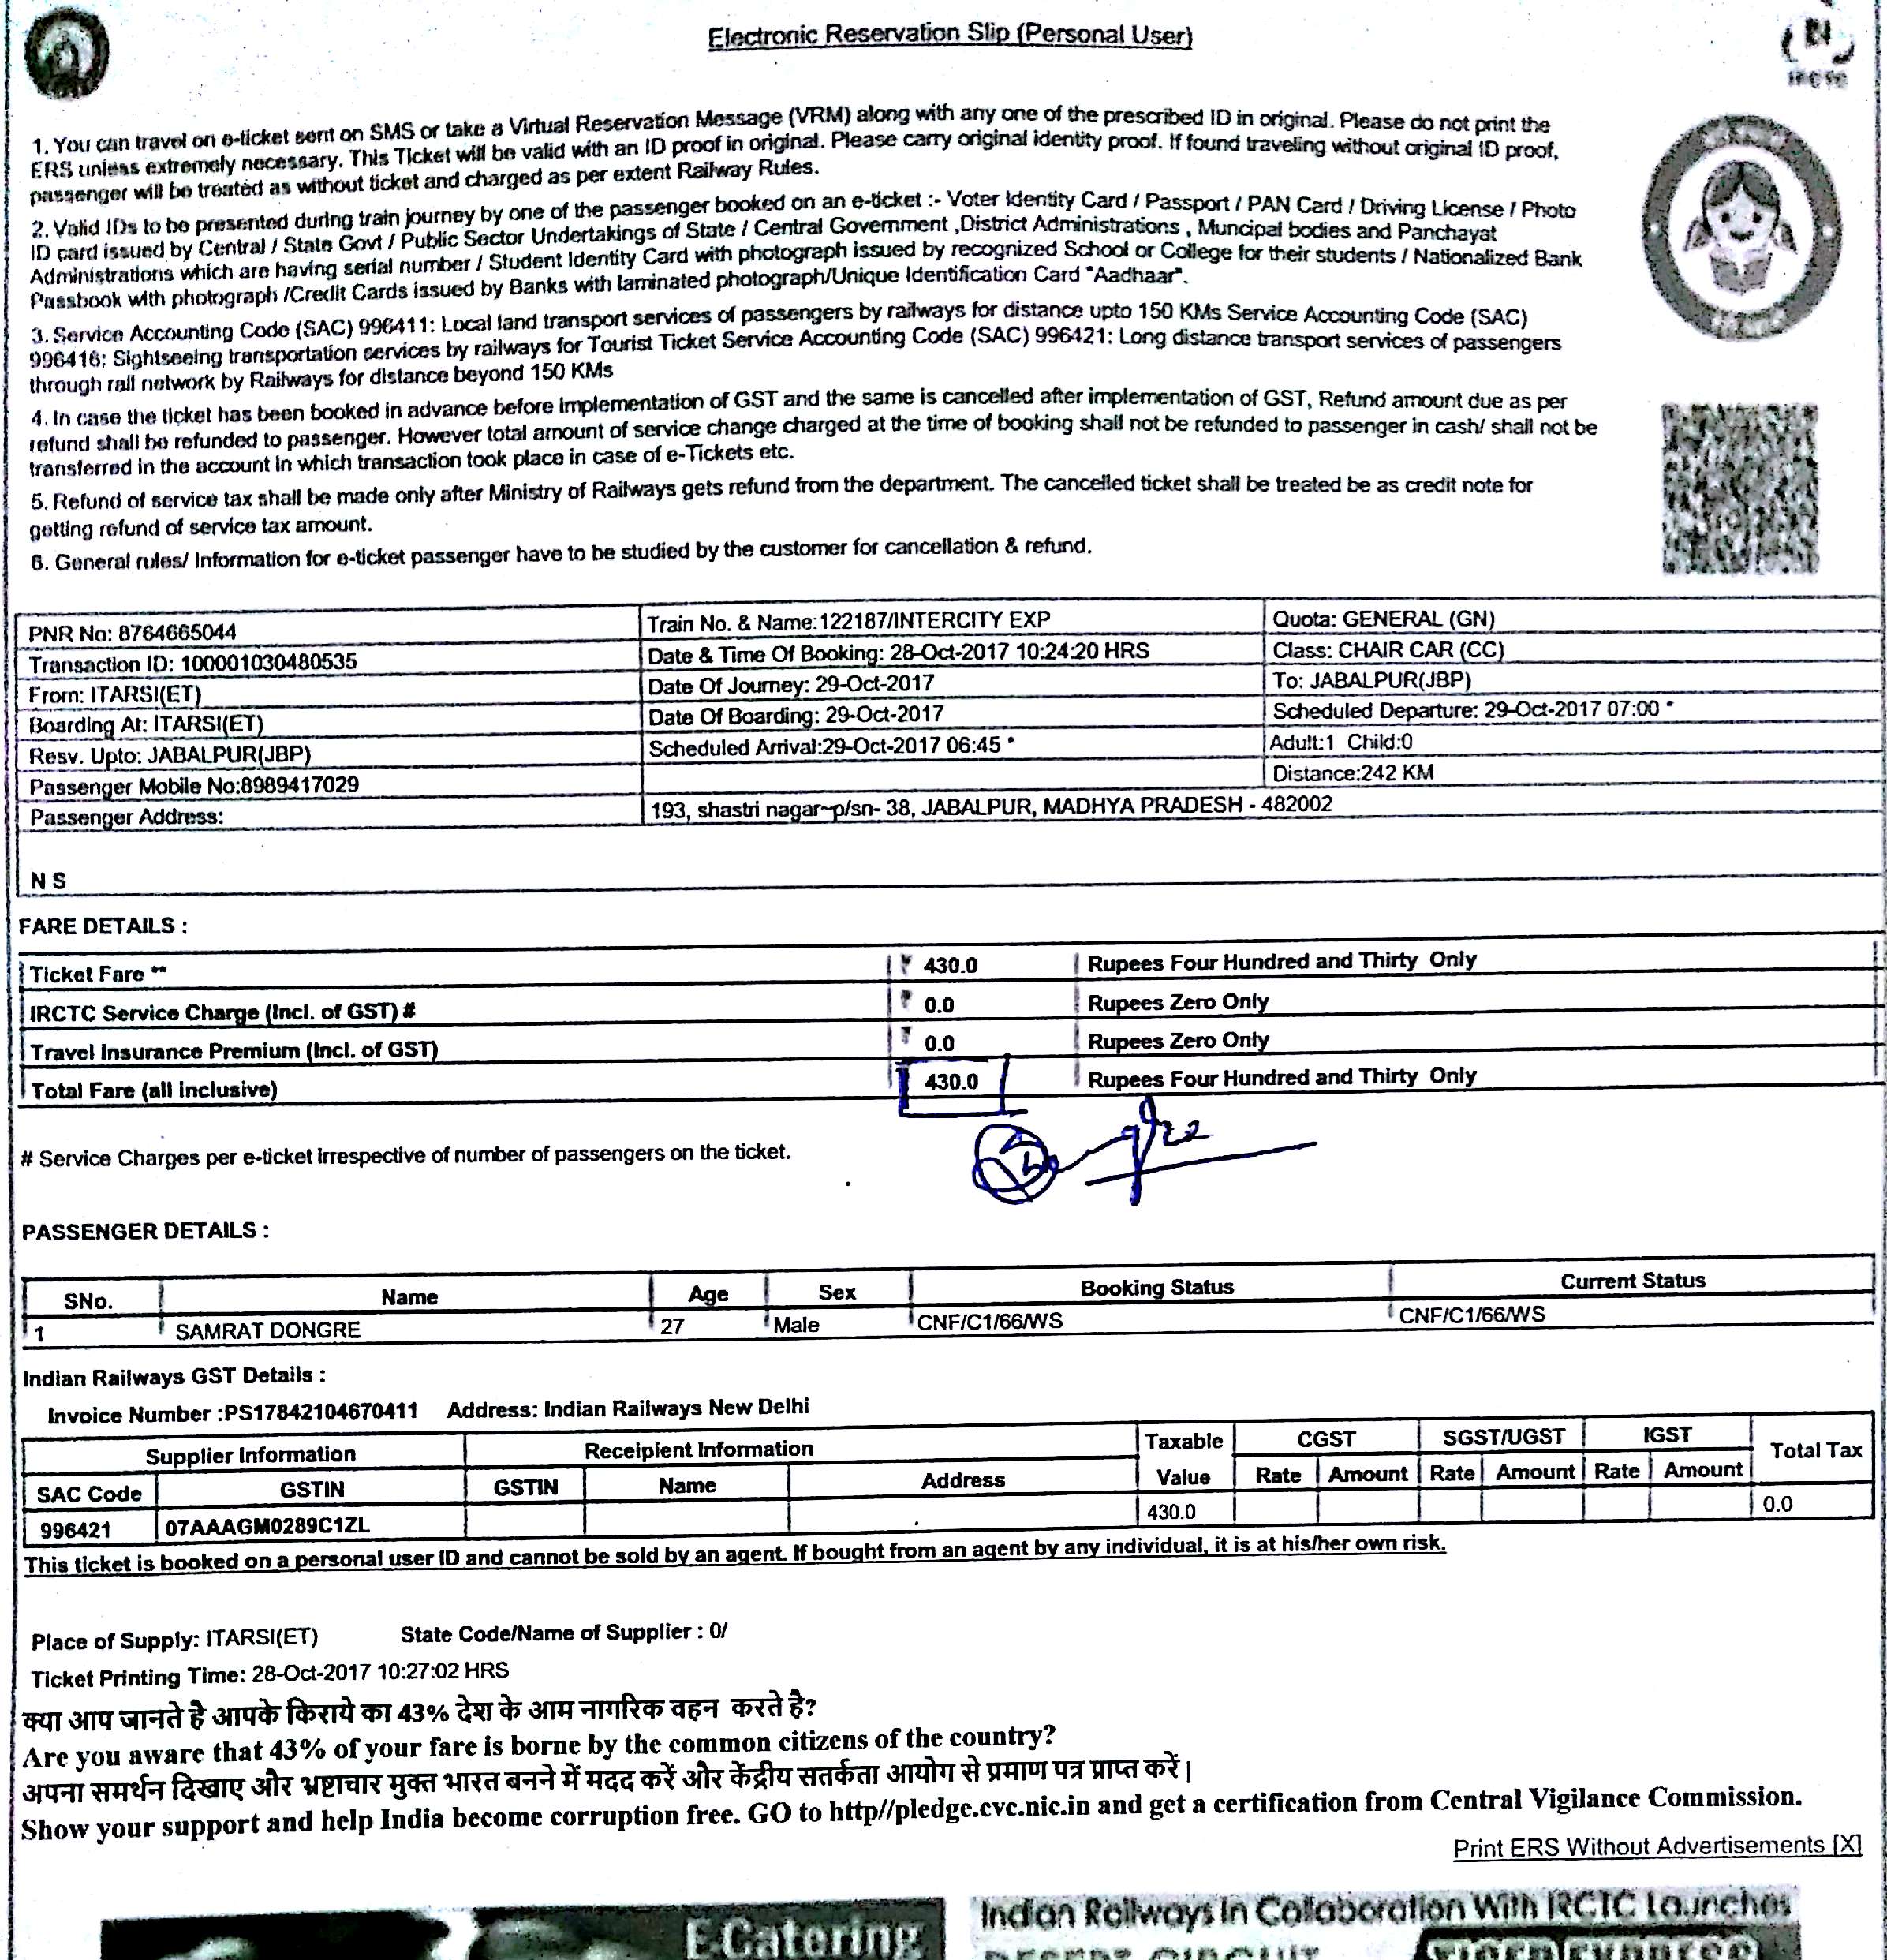 Electronic Reservation Slip (Personal User)
IRCTC
1. You can travel on e-ticket sent on SMS or take a Virtual Reservation Message (VRM) along with any one of the prescribed ID in original. Please do not print the
ERS unless extremely necessary. This Ticket will be valid with an ID proof in original. Please carry original identity proof. If found traveling without original ID proof,
passenger will be treated as without ticket and charged as per extent Railway Rules.
2. Valid IDs to be presented during train journey by one of the passenger booked on an e-ticket :- Voter Identity Card / Passport / PAN Card / Driving License / Photo
ID card issued by Central / State Govt / Public Sector Undertakings of State / Central Government ,District Administrations , Muncipal bodies and Panchayat
Administrations which are having serial number / Student Identity Card with photograph issued by recognized School or College for their students / Nationalized Bank
Passbook with photograph /Credit Cards issued by Banks with laminated photograph/Unique Identification Card "Aadhaar".
3. Service Accounting Code (SAC) 996411: Local land transport services of passengers by railways for distance upto 150 KMs Service Accounting Code (SAC)
996416: Sightseeing transportation services by railways for Tourist Ticket Service Accounting Code (SAC) 996421: Long distance transport services of passengers
through rail network by Railways for distance beyond 150 KMs
4. In case the ticket has been booked in advance before implementation of GST and the same is cancelled after implementation of GST, Refund amount due as per
refund shall be refunded to passenger. However total amount of service change charged at the time of booking shall not be refunded to passenger in cash/ shall not be
transferred in the account in which transaction took place in case of e-Tickets etc.
5. Refund of service tax shall be made only after Ministry of Railways gets refund from the department. The cancelled ticket shall be treated be as credit note for
getting refund of service tax amount.
6. General rules/ Information for e-ticket passenger have to be studied by the customer for cancellation & refund.
PNR No: 8764665044 Train No. & Name:122187/INTERCITY EXP Quota: GENERAL (GN)
Transaction ID: 100001030480535 Date & Time Of Booking: 28-Oct-2017 10:24:20 HRS Class: CHAIR CAR (CC)
From: ITARSI(ET) Date Of Journey: 29-Oct-2017 To: JABALPUR(JBP)
Boarding At: ITARSI(ET) Date Of Boarding: 29-Oct-2017 Scheduled Departure: 29-Oct-2017 07:00 *
Resv. Upto: JABALPUR(JBP) Scheduled Arrival:29-Oct-2017 06:45 * Adult:1 Child:0
Passenger Mobile No:8989417029 Distance:242 KM
Passenger Address: 193, shastri nagar~p/sn- 38, JABALPUR, MADHYA PRADESH - 482002
N S
FARE DETAILS :
Ticket Fare ** ₹ 430.0 Rupees Four Hundred and Thirty Only
IRCTC Service Charge (Incl. of GST) # ₹ 0.0 Rupees Zero Only
Travel Insurance Premium (Incl. of GST) ₹ 0.0 Rupees Zero Only
Total Fare (all inclusive) 430.0 Rupees Four Hundred and Thirty Only
# Service Charges per e-ticket irrespective of number of passengers on the ticket.
PASSENGER DETAILS :
SNo. Name Age Sex Booking Status Current Status
1 SAMRAT DONGRE 27 Male CNF/C1/66/WS CNF/C1/66/WS
Indian Railways GST Details :
Invoice Number :PS17842104670411 Address: Indian Railways New Delhi
Supplier Information Receipient Information Taxable Value CGST SGST/UGST IGST Total Tax
SAC Code GSTIN GSTIN Name Address Rate Amount Rate Amount Rate Amount
996421 07AAAGM0289C1ZL 430.0 0.0
This ticket is booked on a personal user ID and cannot be sold by an agent. If bought from an agent by any individual, it is at his/her own risk.
Place of Supply: ITARSI(ET) State Code/Name of Supplier : 0/
Ticket Printing Time: 28-Oct-2017 10:27:02 HRS
क्या आप जानते है आपके किराये का 43% देश के आम नागरिक वहन करते है?
Are you aware that 43% of your fare is borne by the common citizens of the country?
अपना समर्थन दिखाए और भ्रष्टाचार मुक्त भारत बनने में मदद करें और केंद्रीय सतर्कता आयोग से प्रमाण पत्र प्राप्त करें |
Show your support and help India become corruption free. GO to http//pledge.cvc.nic.in and get a certification from Central Vigilance Commission.
Print ERS Without Advertisements [X]
E-Catering
Indian Railways In Collaboration With IRCTC Launches
DESERT CIRCUIT
TIGER EXPRESS